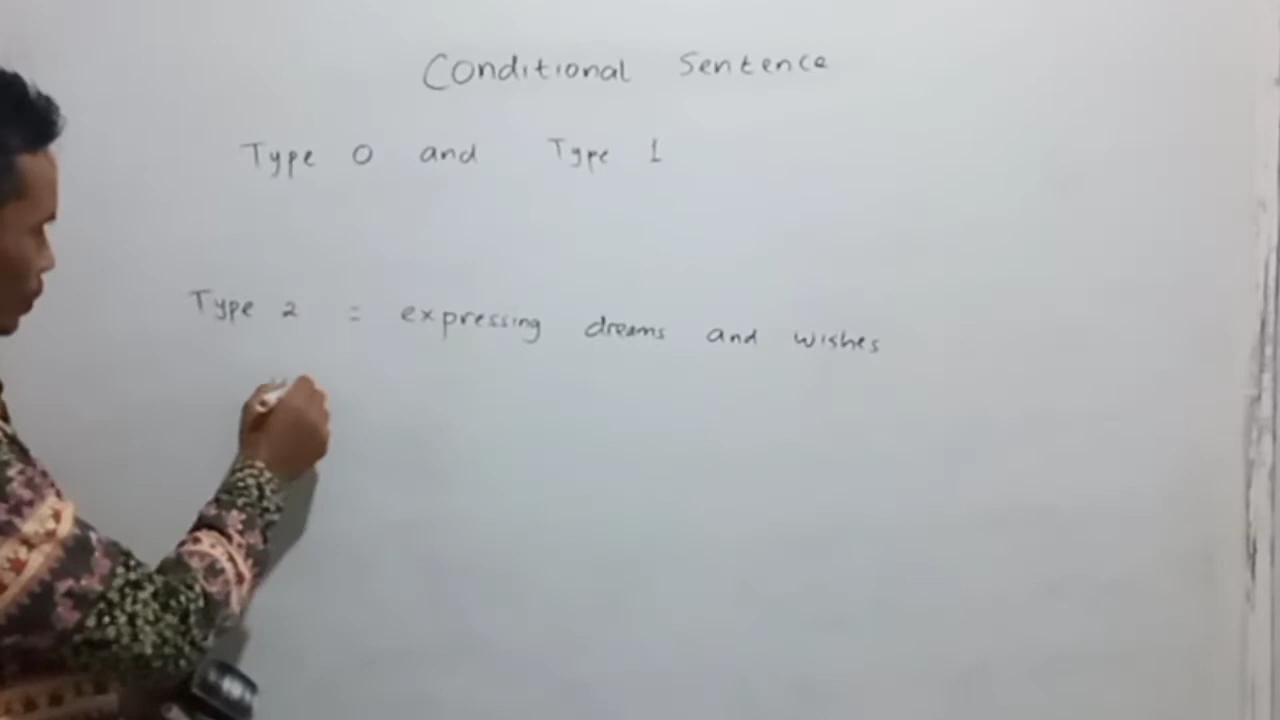 Conditional Sentence
Type 0 and Type 1
Type 2 = expressing dreams and wishes